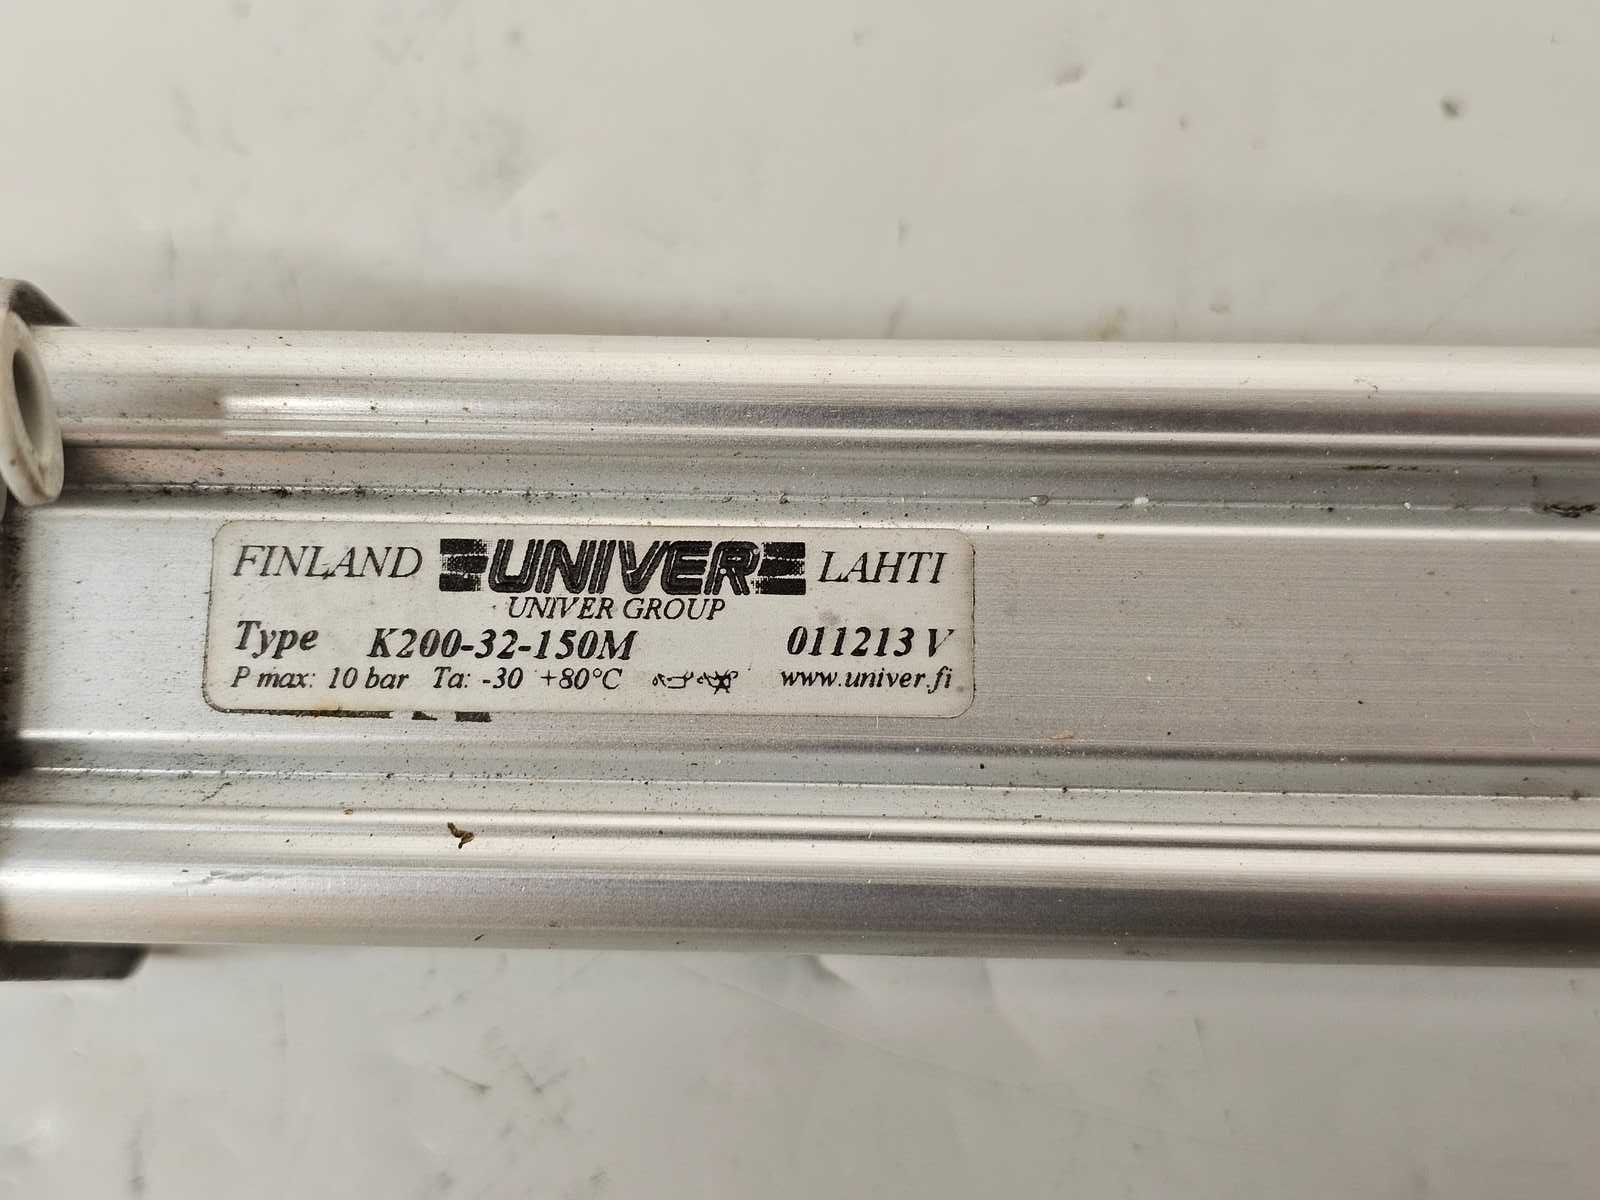 FINLAND UNIVER LAHTI
UNIVER GROUP
Type K200-32-150M 011213 V
P max: 10 bar Ta: -30 +80°C www.univer.fi